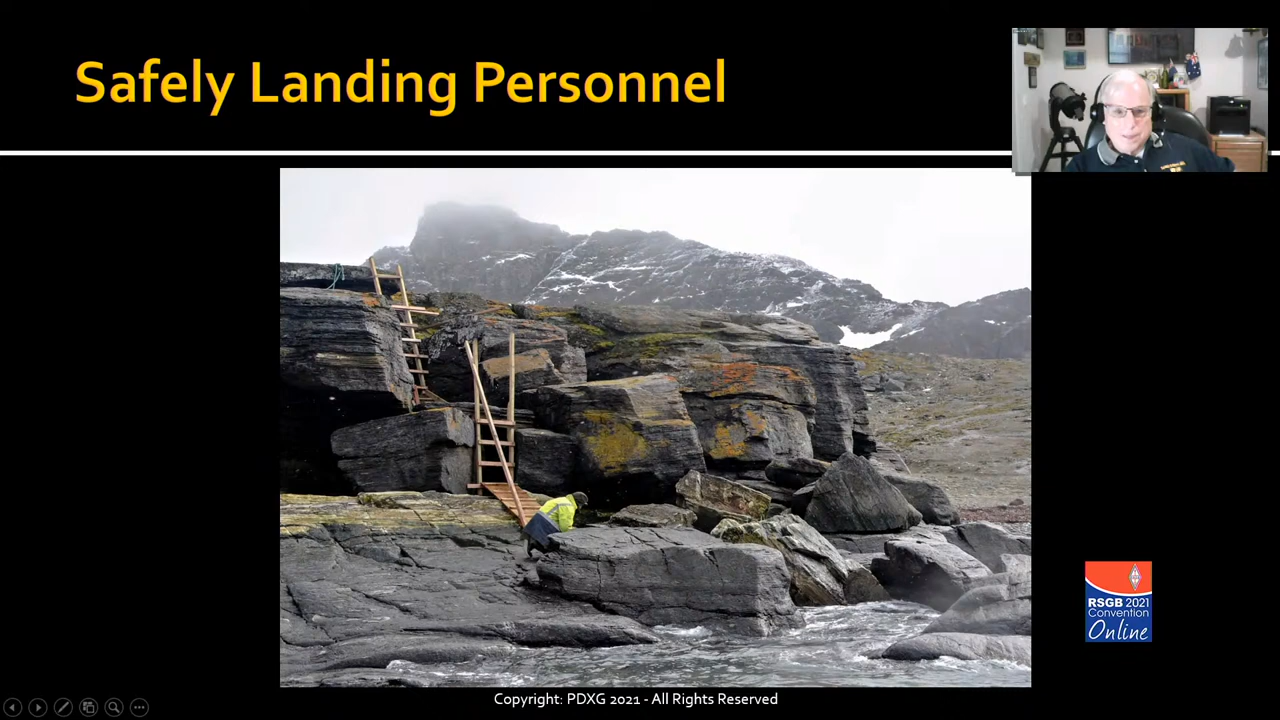 Safely Landing Personnel
RSGB 2021
Convention
Online
Copyright: PDXG 2021 - All Rights Reserved